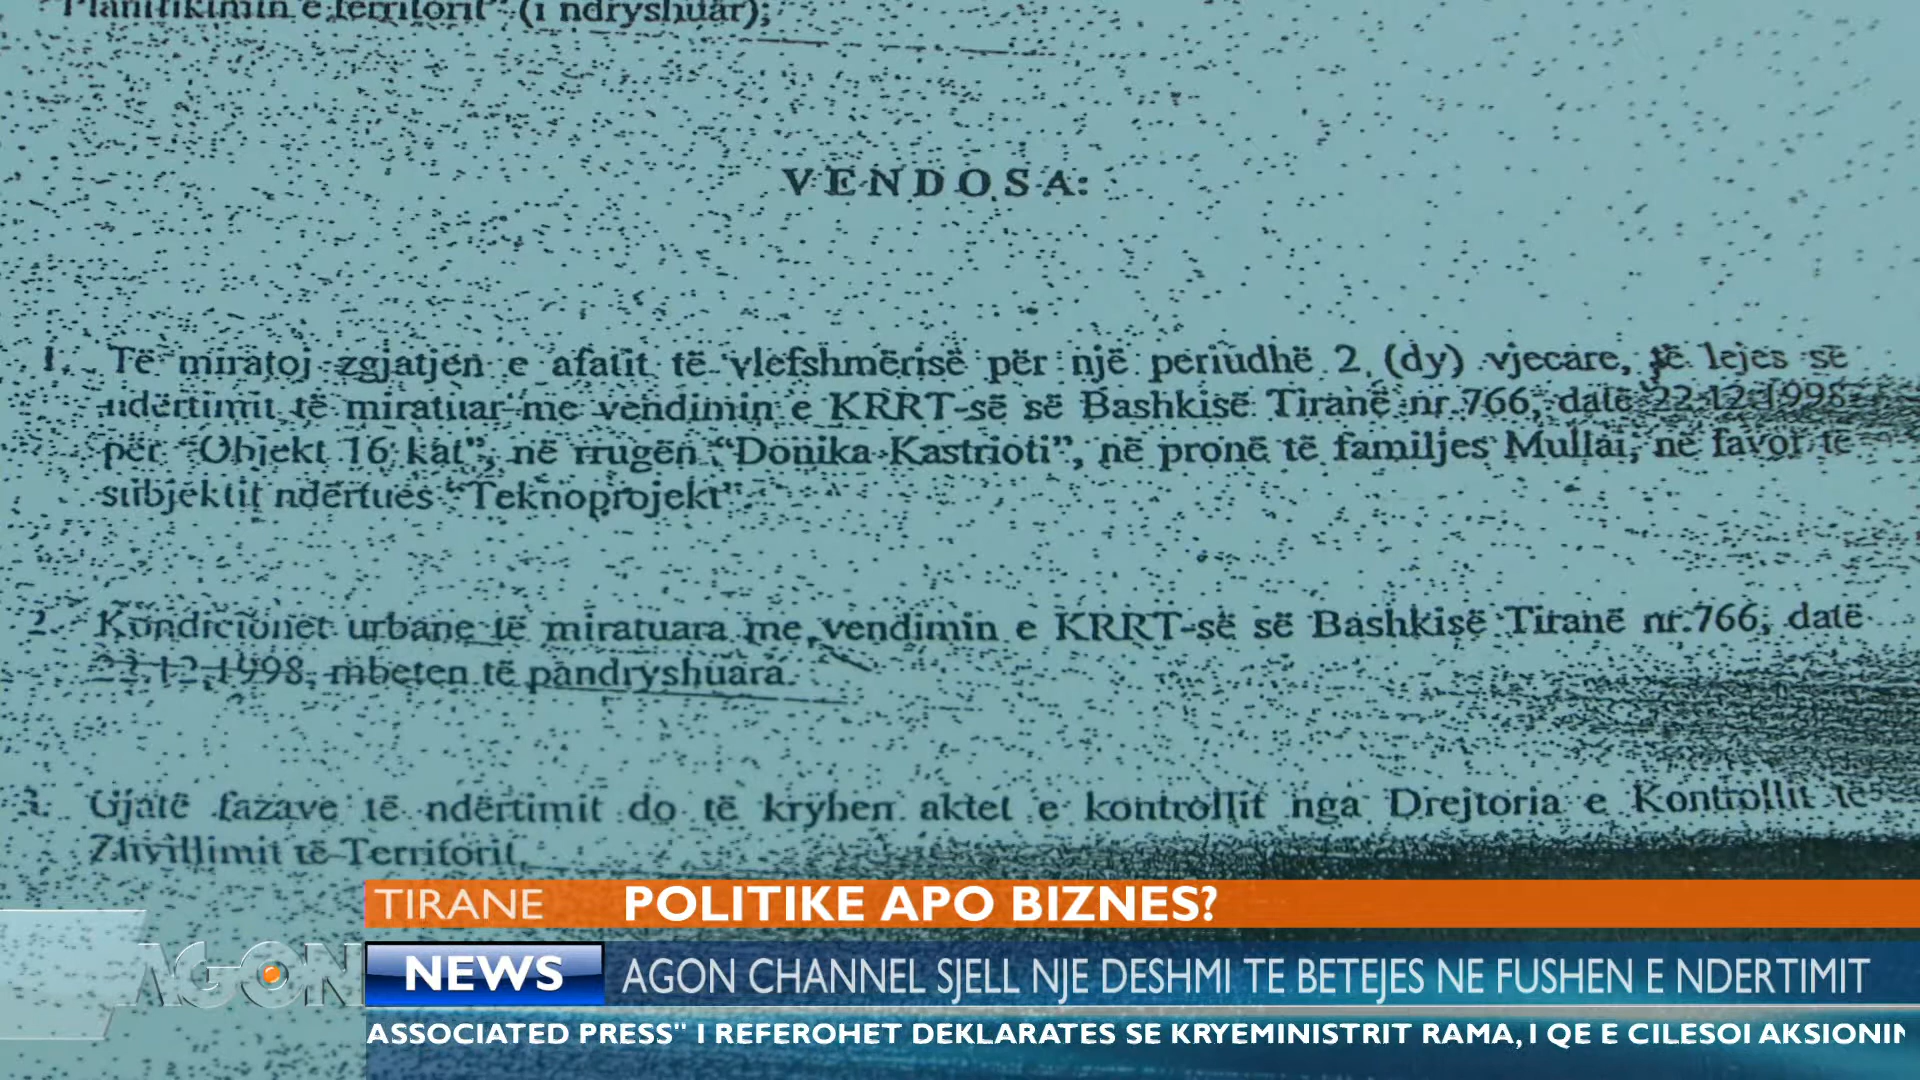 Planifikimin e territorit" (i ndryshuar);
VENDOSA:
1. Të miratoj zgjatjen e afatit të vlefshmërisë për një periudhë 2 (dy) vjecare, të lejes së
ndërtimit të miratuar me vendimin e KRRT-së së Bashkisë Tiranë nr.766, datë 22.12.1998
për "Objekt 16 kat", në rrugën "Donika Kastrioti", në pronë të familjes Mullai, në favor të
subjektit ndërtues "Teknoprojekt"
2. Kondicionet urbane të miratuara me vendimin e KRRT-së së Bashkisë Tiranë nr.766, datë
22.12.1998, mbeten të pandryshuara.
3. Gjatë fazave të ndërtimit do të kryhen aktet e kontrollit nga Drejtoria e Kontrollit të
Zhvillimit të Territorit.
TIRANE POLITIKE APO BIZNES?
AGON NEWS AGON CHANNEL SJELL NJE DESHMI TE BETEJES NE FUSHEN E NDERTIMIT
ASSOCIATED PRESS" I REFEROHET DEKLARATES SE KRYEMINISTRIT RAMA, I QE E CILESOI AKSIONIN